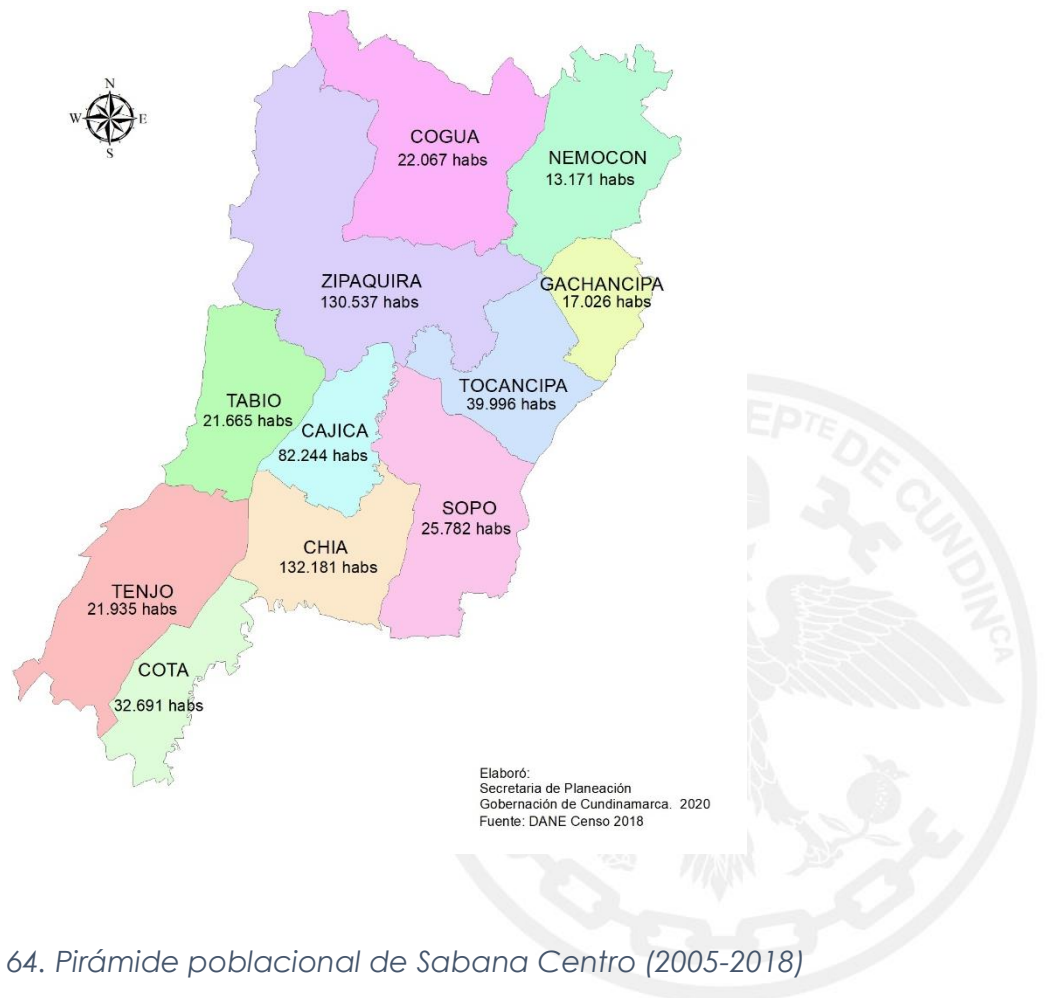 N
W E
S
COGUA
22.067 habs
NEMOCON
13.171 habs
ZIPAQUIRA
130.537 habs
GACHANCIPA
17.026 habs
TOCANCIPA
39.996 habs
TABIO
21.665 habs
CAJICA
82.244 habs
SOPO
25.782 habs
CHIA
132.181 habs
TENJO
21.935 habs
COTA
32.691 habs
Elaboró:
Secretaria de Planeación
Gobernación de Cundinamarca. 2020
Fuente: DANE Censo 2018
EPTE DE CUNDINCA
64. Pirámide poblacional de Sabana Centro (2005-2018)